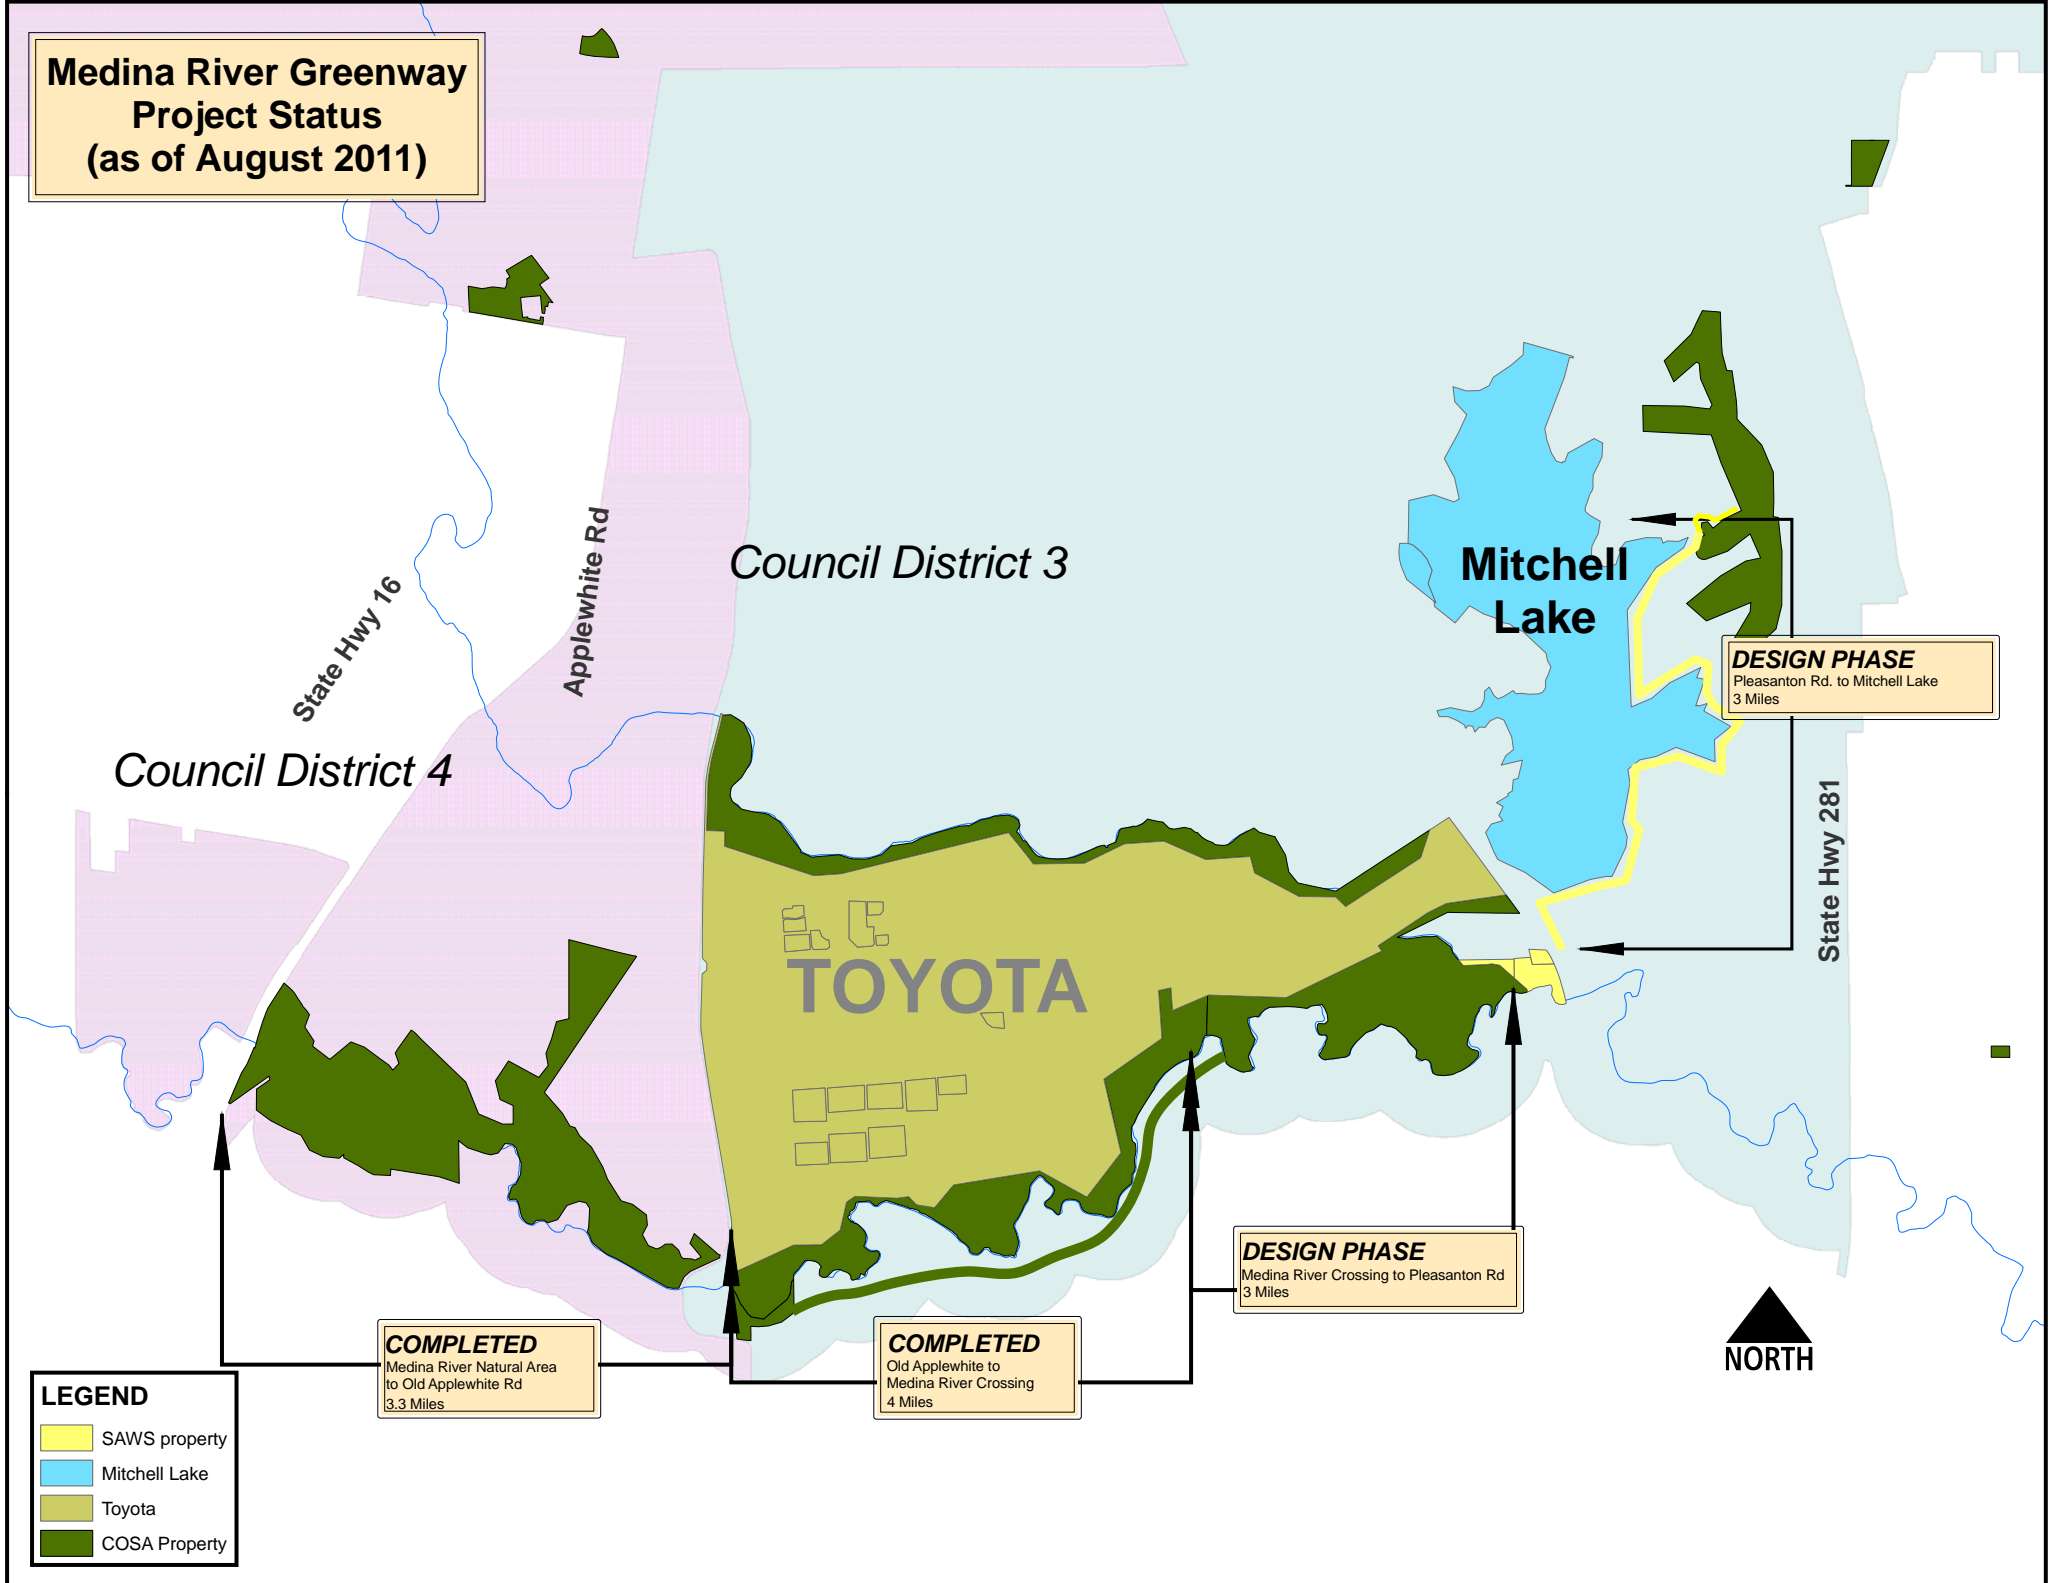 Medina River Greenway
Project Status
(as of August 2011)
Council District 3
Applewhite Rd
State Hwy 16
Council District 4
Mitchell
Lake
DESIGN PHASE
Pleasanton Rd. to Mitchell Lake
3 Miles
State Hwy 281
TOYOTA
DESIGN PHASE
Medina River Crossing to Pleasanton Rd
3 Miles
COMPLETED
Medina River Natural Area
to Old Applewhite Rd
3.3 Miles
COMPLETED
Old Applewhite to
Medina River Crossing
4 Miles
NORTH
LEGEND
SAWS property
Mitchell Lake
Toyota
COSA Property